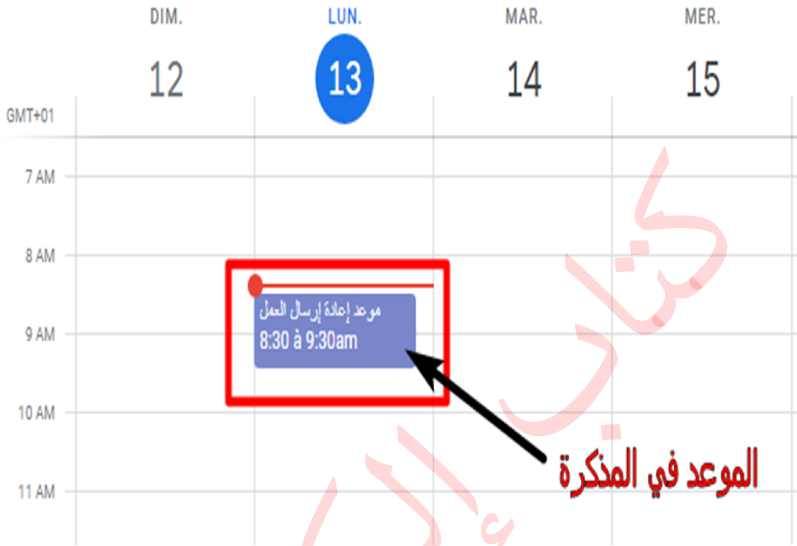 DIM. LUN. MAR. MER.
12 13 14 15
GMT+01
7 AM
8 AM
موعد إعادة إرسال العمل
8:30 à 9:30am
9 AM
10 AM
الموعد في المذكرة
11 AM
كتاب